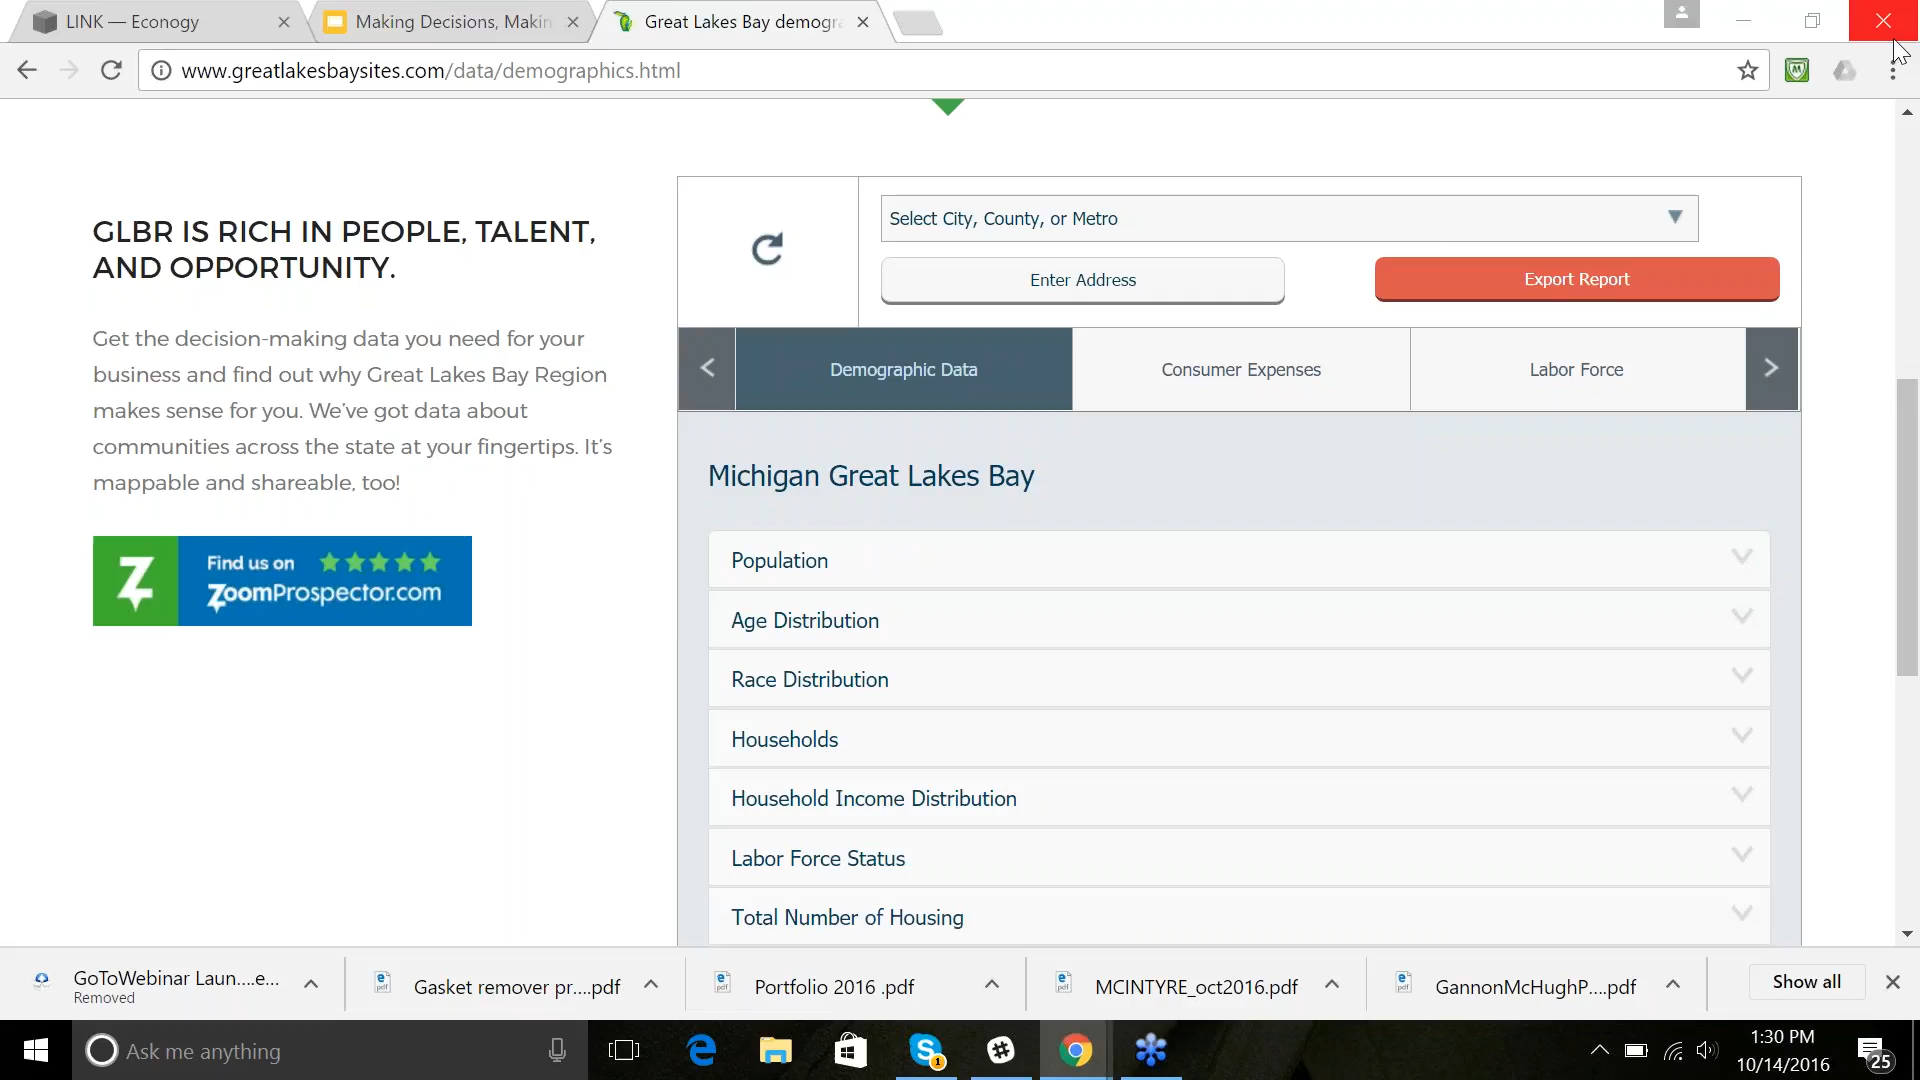 LINK — Econogy
Making Decisions, Makin
Great Lakes Bay demogra
www.greatlakesbaysites.com/data/demographics.html
GLBR IS RICH IN PEOPLE, TALENT,
AND OPPORTUNITY.
Get the decision-making data you need for your
business and find out why Great Lakes Bay Region
makes sense for you. We've got data about
communities across the state at your fingertips. It's
mappable and shareable, too!
Find us on
ZoomProspector.com
Select City, County, or Metro
Enter Address
Export Report
Demographic Data
Consumer Expenses
Labor Force
Michigan Great Lakes Bay
Population
Age Distribution
Race Distribution
Households
Household Income Distribution
Labor Force Status
Total Number of Housing
GoToWebinar Laun....e...
Removed
Gasket remover pr....pdf
Portfolio 2016 .pdf
MCINTYRE_oct2016.pdf
GannonMcHughP....pdf
Show all
Ask me anything
1
1:30 PM
10/14/2016
25